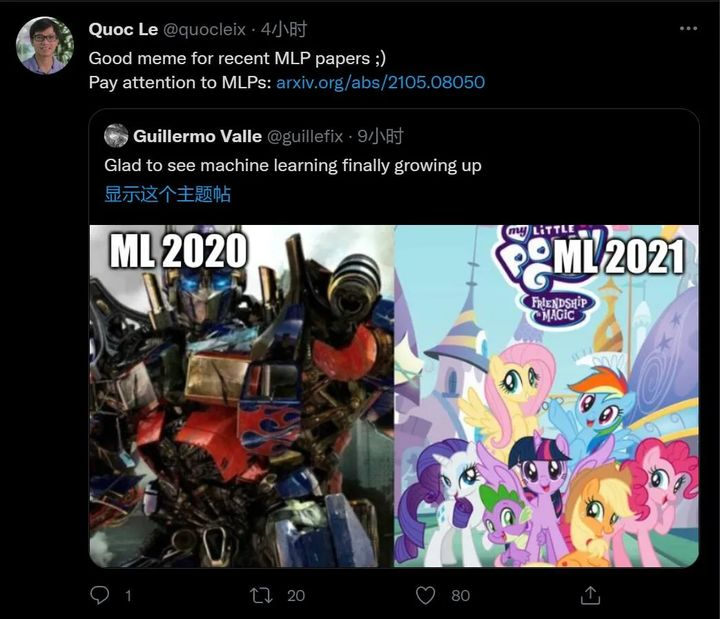 Quoc Le @quocleix · 4小时
Good meme for recent MLP papers ;)
Pay attention to MLPs: arxiv.org/abs/2105.08050
Guillermo Valle @guillefix · 9小时
Glad to see machine learning finally growing up
显示这个主题帖
ML 2020
my LiTTLE
PONY
ML 2021
FRiENDSHiP
is MAGiC
1
20
80